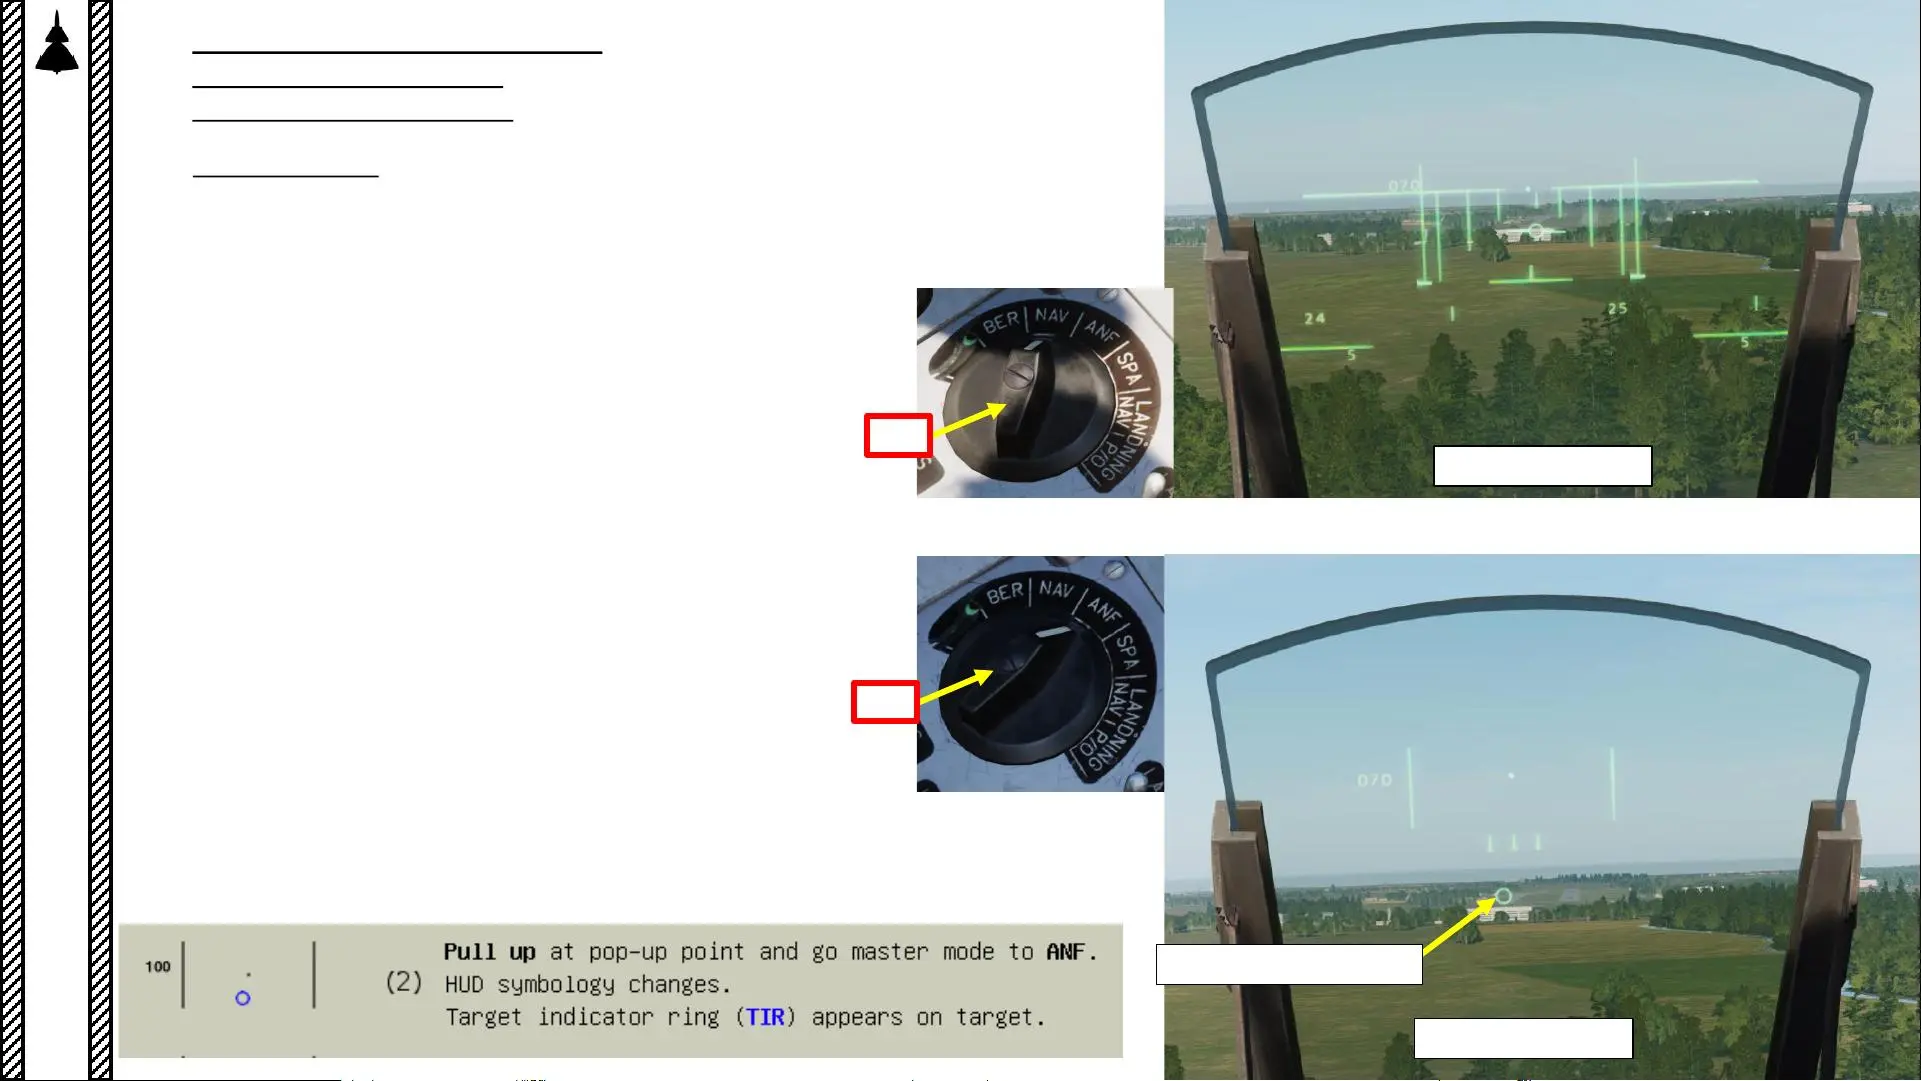 070
24
25
5
5
BER | NAV | ANF | SPA | LANDNING
NAV | P/O
BER | NAV | ANF | SPA | LANDNING
NAV | P/O
070
100
(2)
Pull up at pop-up point and go master mode to ANF.
HUD symbology changes.
Target indicator ring (TIR) appears on target.